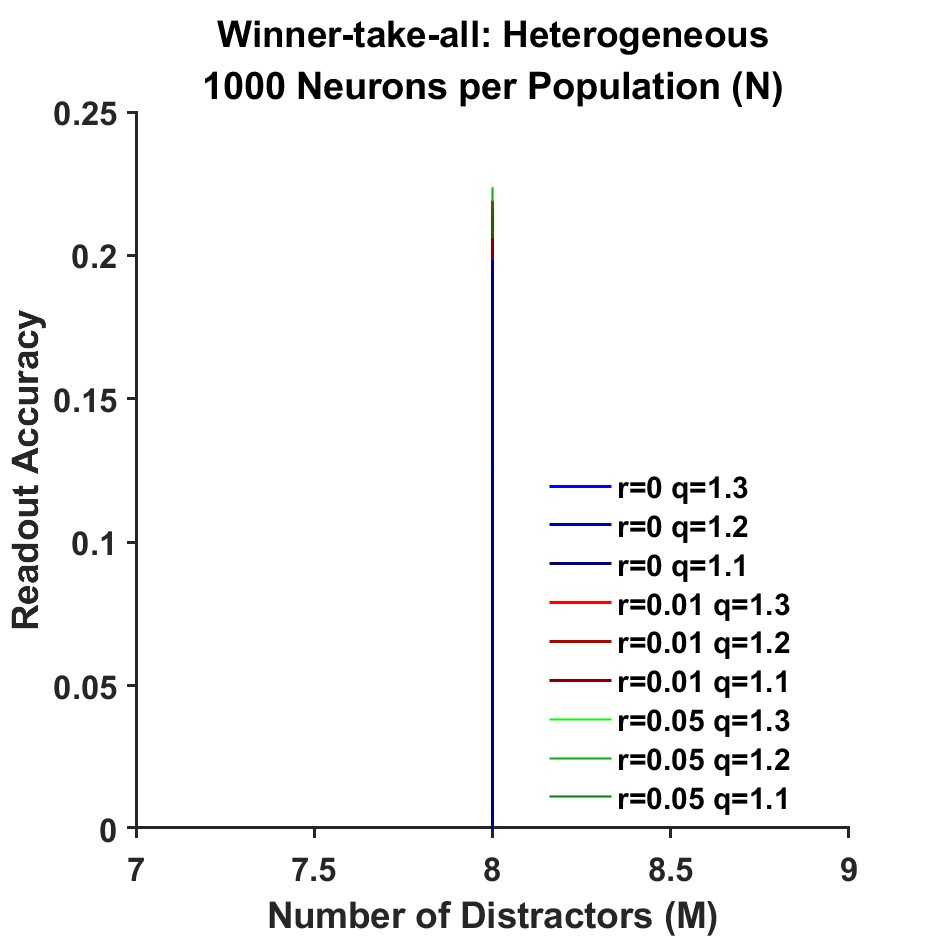 Winner-take-all: Heterogeneous
1000 Neurons per Population (N)
0.25
0.2
0.15
0.1
0.05
0
Readout Accuracy
r=0 q=1.3
r=0 q=1.2
r=0 q=1.1
r=0.01 q=1.3
r=0.01 q=1.2
r=0.01 q=1.1
r=0.05 q=1.3
r=0.05 q=1.2
r=0.05 q=1.1
7 7.5 8 8.5 9
Number of Distractors (M)